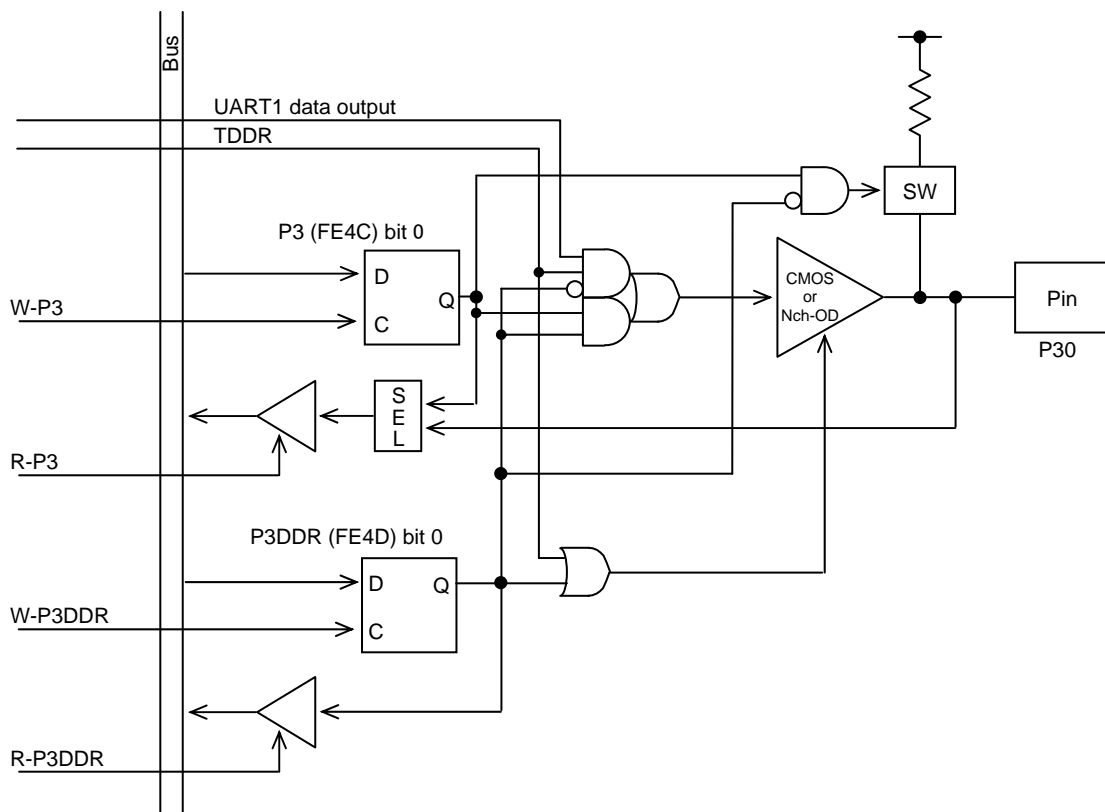 Bus
UART1 data output
TDDR
SW
P3 (FE4C) bit 0
D
Q
C
W-P3
CMOS
or
Nch-OD
Pin
P30
S
E
L
R-P3
P3DDR (FE4D) bit 0
D
Q
C
W-P3DDR
R-P3DDR